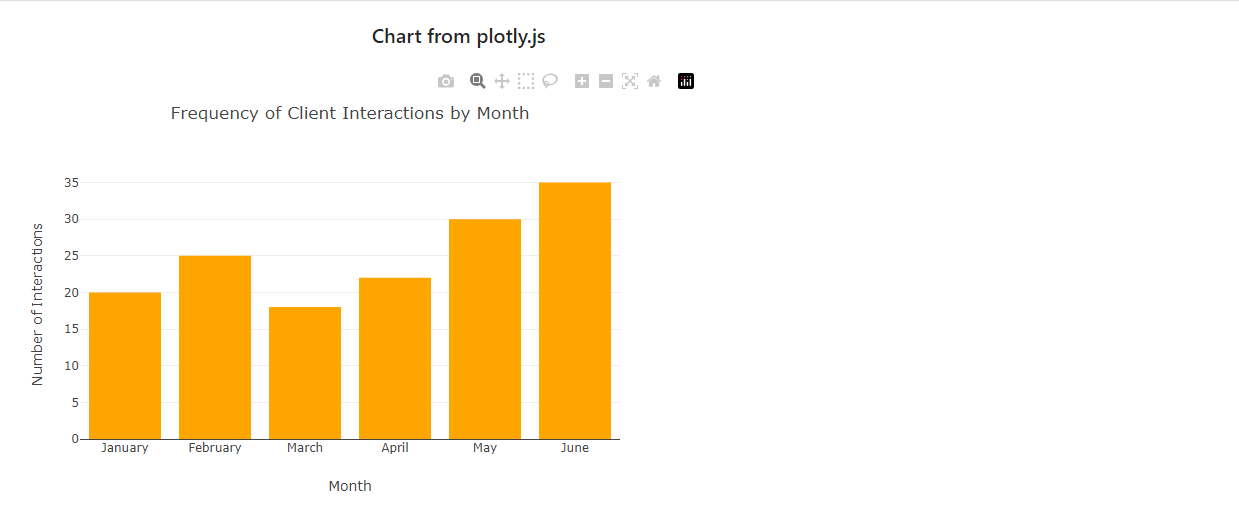 Chart from plotly.js
Frequency of Client Interactions by Month
35
30
25
20
15
10
5
0
Number of Interactions
January February March April May June
Month